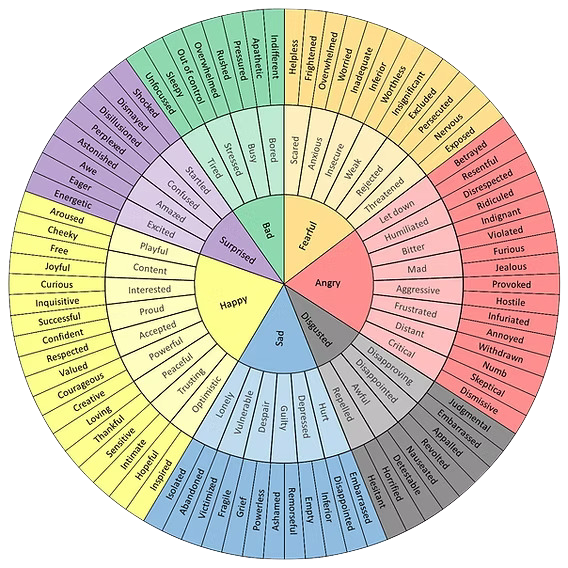 Fearful
Angry
Disgusted
Sad
Happy
Surprised
Bad
Scared
Anxious
Insecure
Weak
Rejected
Threatened
Let down
Humiliated
Bitter
Mad
Aggressive
Frustrated
Distant
Critical
Disapproving
Disappointed
Awful
Repelled
Hurt
Depressed
Guilty
Despair
Vulnerable
Lonely
Optimistic
Trusting
Peaceful
Powerful
Accepted
Proud
Interested
Content
Playful
Excited
Amazed
Confused
Startled
Tired
Stressed
Busy
Bored
Helpless
Frightened
Overwhelmed
Worried
Inadequate
Inferior
Worthless
Insignificant
Excluded
Persecuted
Nervous
Exposed
Betrayed
Resentful
Disrespected
Ridiculed
Indignant
Violated
Furious
Jealous
Provoked
Hostile
Infuriated
Annoyed
Withdrawn
Numb
Skeptical
Dismissive
Judgmental
Embarrassed
Appalled
Revolted
Nauseated
Detestable
Horrified
Hesitant
Embarrassed
Disappointed
Inferior
Empty
Remorseful
Ashamed
Powerless
Grief
Fragile
Victimized
Abandoned
Isolated
Inspired
Hopeful
Intimate
Sensitive
Thankful
Loving
Creative
Courageous
Valued
Respected
Confident
Successful
Inquisitive
Curious
Joyful
Free
Cheeky
Aroused
Energetic
Eager
Awe
Astonished
Perplexed
Disillusioned
Dismayed
Shocked
Unfocussed
Sleepy
Out of control
Overwhelmed
Rushed
Pressured
Apathetic
Indifferent